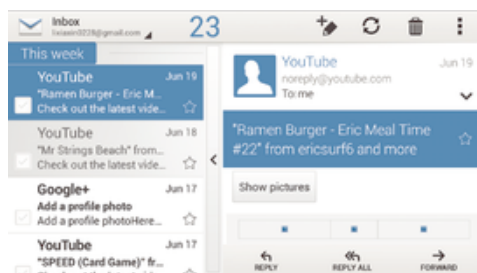 Inbox
23
This week
YouTube Jun 19
"Ramen Burger - Eric M...
Check out the latest vide...
YouTube Jun 18
"Mr Strings Beach" from...
Check out the latest vide...
Google+ Jun 17
Add a profile photo
Add a profile photoHere...
YouTube Jun 17
"SPEED (Card Game)" fr...
YouTube Jun 19
noreply@youtube.com
To: me
"Ramen Burger - Eric Meal Time
#22" from ericsurf6 and more
Show pictures
REPLY
REPLY ALL
FORWARD